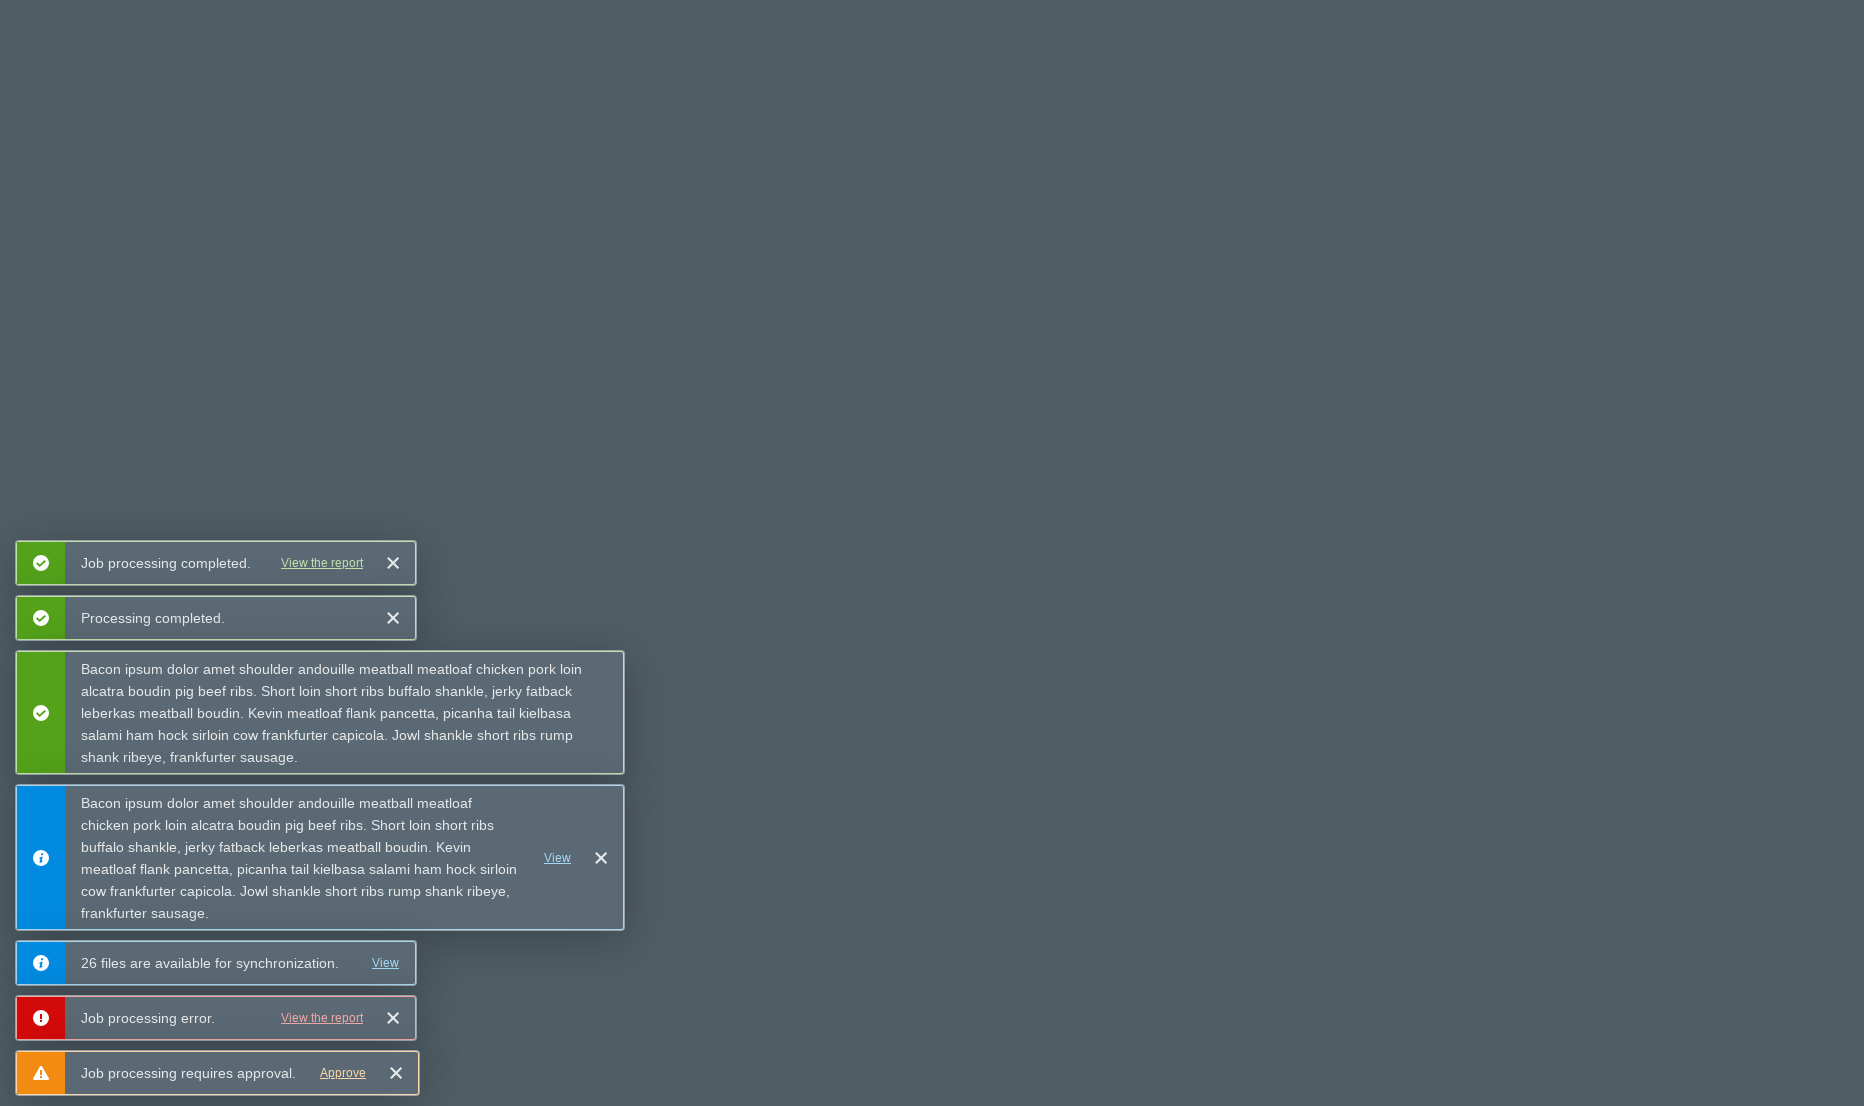 Job processing completed. View the report
Processing completed.
Bacon ipsum dolor amet shoulder andouille meatball meatloaf chicken pork loin
alcatra boudin pig beef ribs. Short loin short ribs buffalo shankle, jerky fatback
leberkas meatball boudin. Kevin meatloaf flank pancetta, picanha tail kielbasa
salami ham hock sirloin cow frankfurter capicola. Jowl shankle short ribs rump
shank ribeye, frankfurter sausage.
Bacon ipsum dolor amet shoulder andouille meatball meatloaf
chicken pork loin alcatra boudin pig beef ribs. Short loin short ribs
buffalo shankle, jerky fatback leberkas meatball boudin. Kevin
meatloaf flank pancetta, picanha tail kielbasa salami ham hock sirloin
cow frankfurter capicola. Jowl shankle short ribs rump shank ribeye,
frankfurter sausage.
View
26 files are available for synchronization. View
Job processing error. View the report
Job processing requires approval. Approve